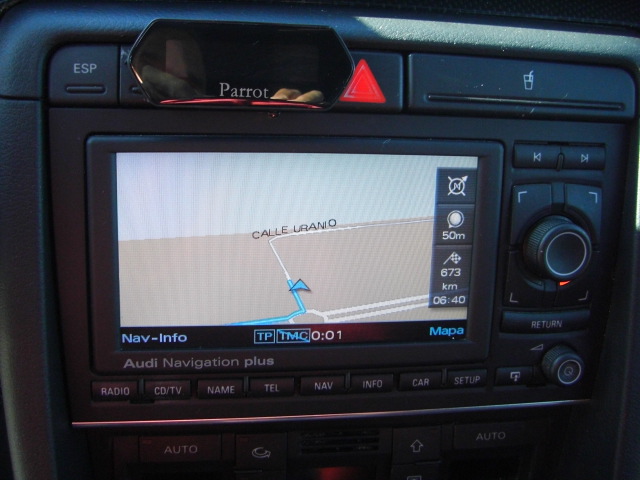 ESP
Parrot
CALLE URANIO
N
50m
673
km
06:40
Nav-Info
TP TMC 0:01
Mapa
RETURN
Audi Navigation plus
RADIO CD/TV NAME TEL NAV INFO CAR SETUP
AUTO
AUTO